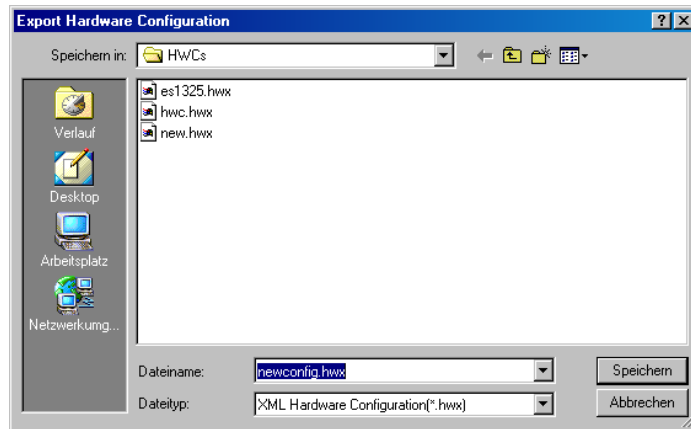 Export Hardware Configuration
Speichern in:
HWCs
es1325.hwx
hwc.hwx
new.hwx
Verlauf
Desktop
Arbeitsplatz
Netzwerkumg...
Dateiname:
newconfig.hwx
Speichern
Dateityp:
XML Hardware Configuration(*.hwx)
Abbrechen